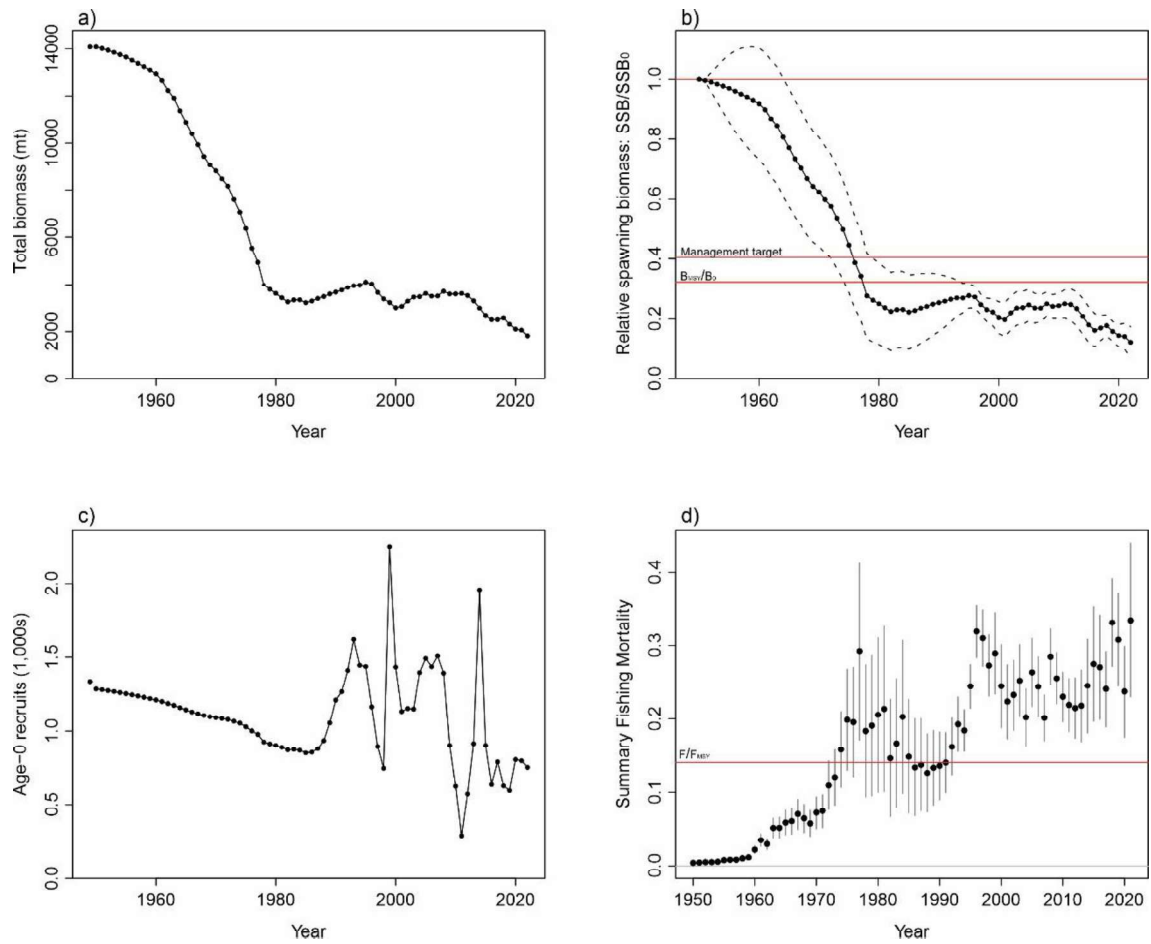 a)
Total biomass (mt)
14000
10000
6000
2000
0
1960
1980
2000
2020
Year
b)
Relative spawning biomass: SSB/SSB0
1.0
0.8
0.6
0.4
0.2
0.0
Management target
BMSY/B0
1960
1980
2000
2020
Year
c)
Age-0 recruits (1,000s)
2.0
1.5
1.0
0.5
0.0
1960
1980
2000
2020
Year
d)
Summary Fishing Mortality
0.4
0.3
0.2
0.1
0.0
F/FMSY
1950
1960
1970
1980
1990
2000
2010
2020
Year